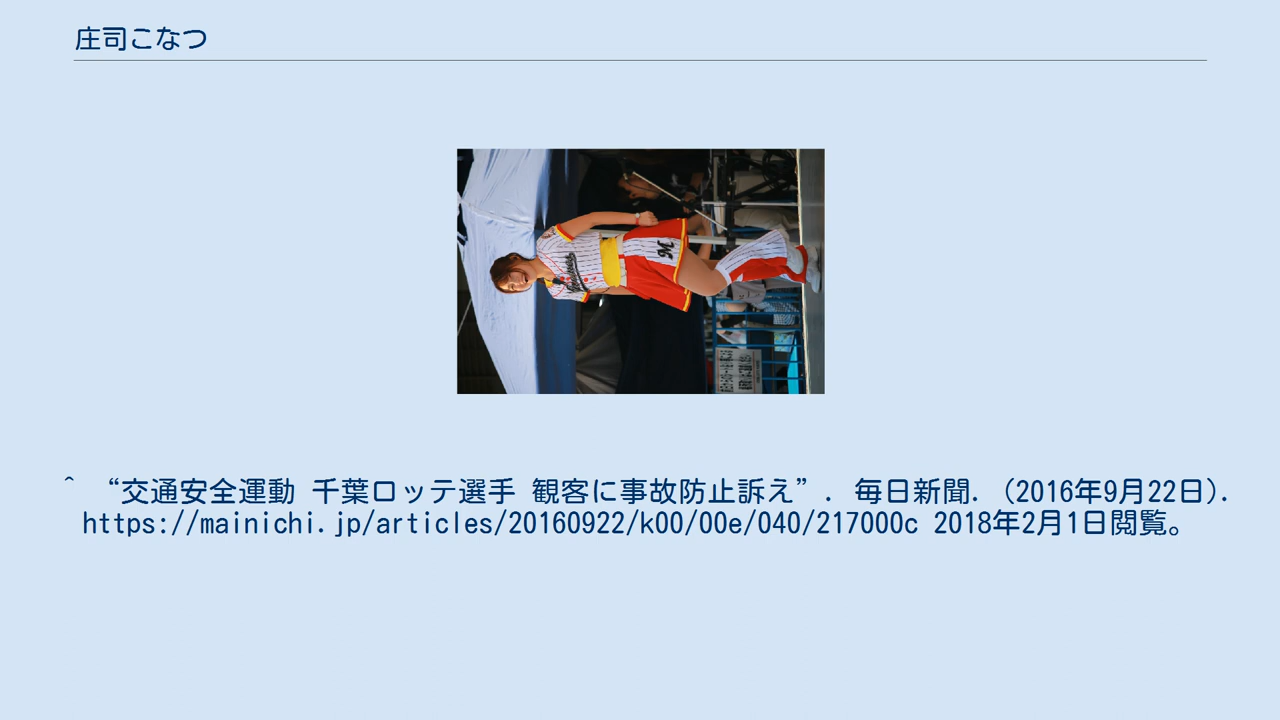 庄司こなつ
^ “交通安全運動 千葉ロッテ選手 観客に事故防止訴え”. 毎日新聞. (2016年9月22日).
https://mainichi.jp/articles/20160922/k00/00e/040/217000c 2018年2月1日閲覧。